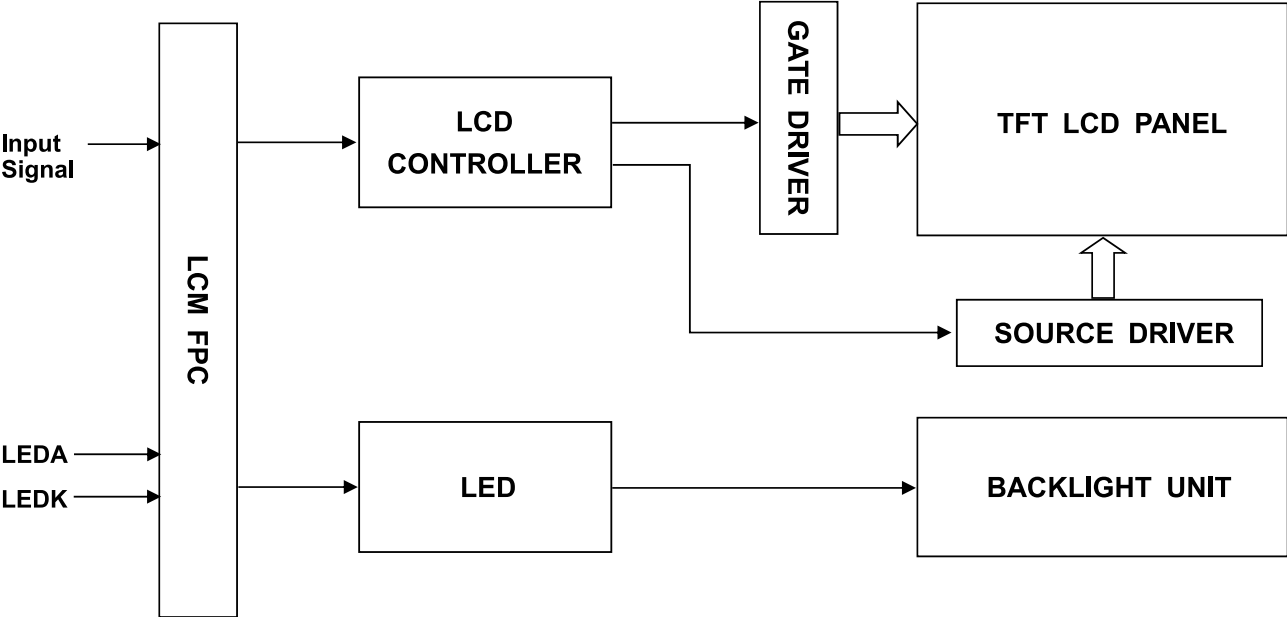 Input
Signal
LEDA
LEDK
LCM FPC
LCD
CONTROLLER
LED
GATE DRIVER
TFT LCD PANEL
SOURCE DRIVER
BACKLIGHT UNIT